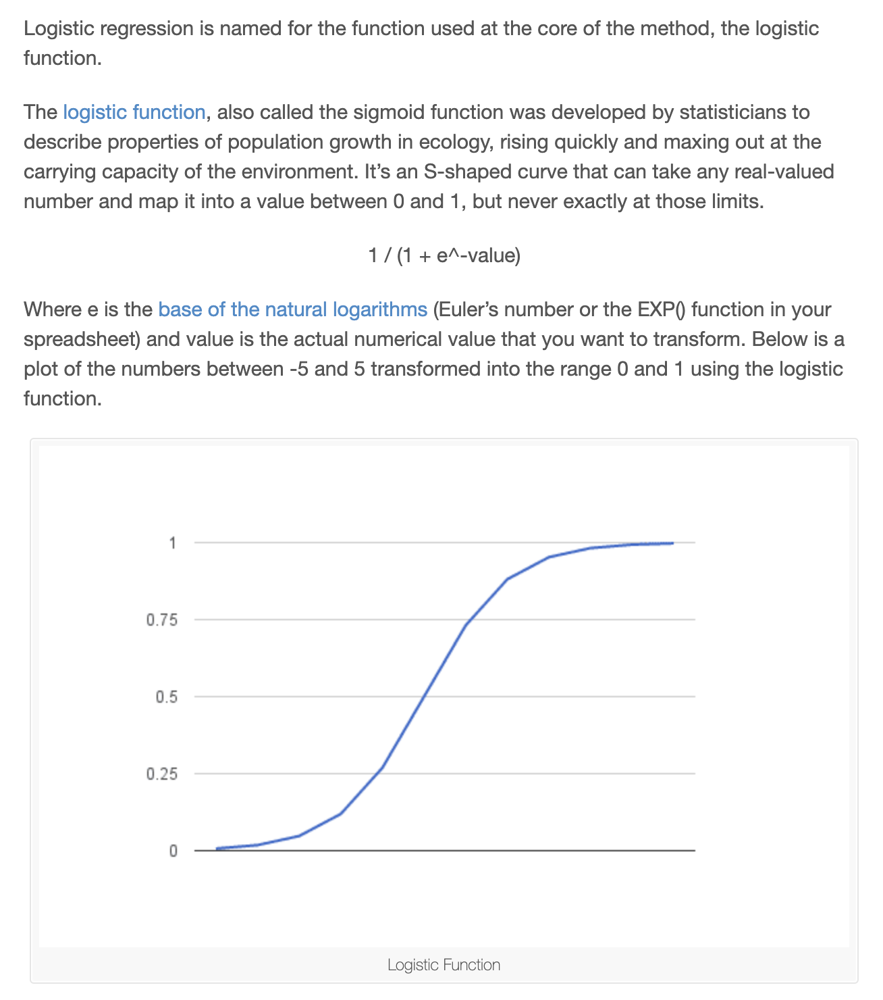 Logistic regression is named for the function used at the core of the method, the logistic
function.
The logistic function, also called the sigmoid function was developed by statisticians to
describe properties of population growth in ecology, rising quickly and maxing out at the
carrying capacity of the environment. It’s an S-shaped curve that can take any real-valued
number and map it into a value between 0 and 1, but never exactly at those limits.
1 / (1 + e^-value)
Where e is the base of the natural logarithms (Euler’s number or the EXP() function in your
spreadsheet) and value is the actual numerical value that you want to transform. Below is a
plot of the numbers between -5 and 5 transformed into the range 0 and 1 using the logistic
function.
1
0.75
0.5
0.25
0
Logistic Function